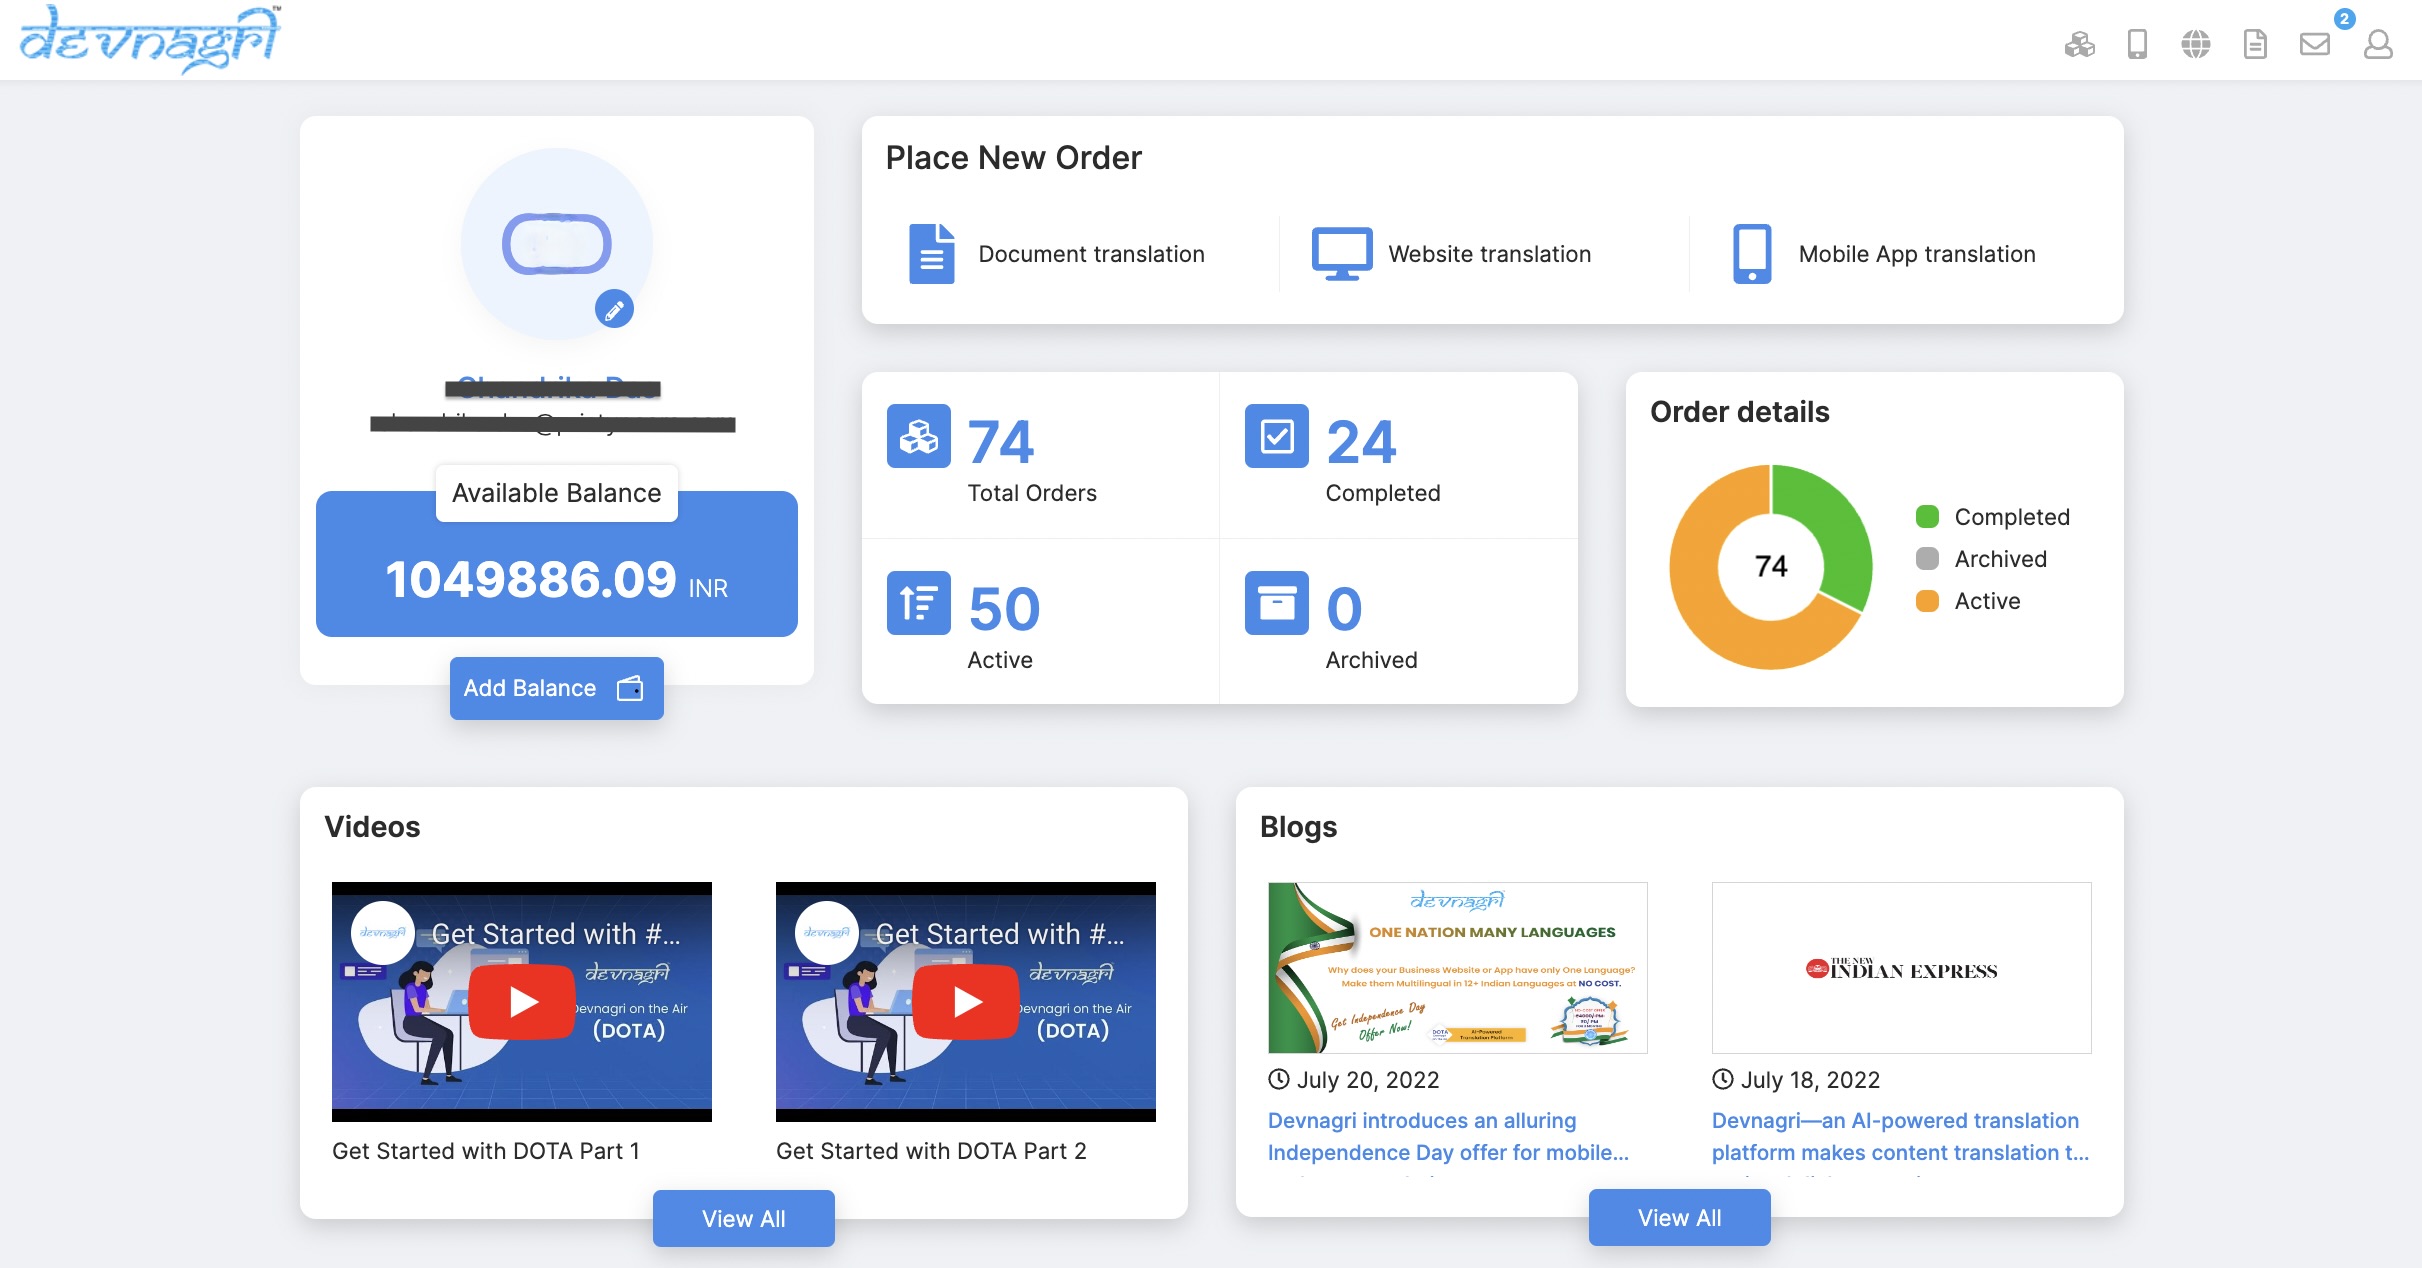 devnagri™
2
Available Balance
1049886.09 INR
Add Balance
Place New Order
Document translation
Website translation
Mobile App translation
74
Total Orders
24
Completed
50
Active
0
Archived
Order details
74
Completed
Archived
Active
Videos
devnagri
Get Started with #...
devnagri
Devnagri on the Air
(DOTA)
Get Started with DOTA Part 1
devnagri
Get Started with #...
devnagri
Devnagri on the Air
(DOTA)
Get Started with DOTA Part 2
View All
Blogs
devnagri
ONE NATION MANY LANGUAGES
Why does your Business Website or App have only One Language?
Make them Multilingual in 12+ Indian Languages at NO COST.
Get Independence Day
Offer Now!
DOTA
AI-Powered
Translation Platform
July 20, 2022
Devnagri introduces an alluring
Independence Day offer for mobile...
THE NEW
INDIAN EXPRESS
July 18, 2022
Devnagri—an AI-powered translation
platform makes content translation t...
View All